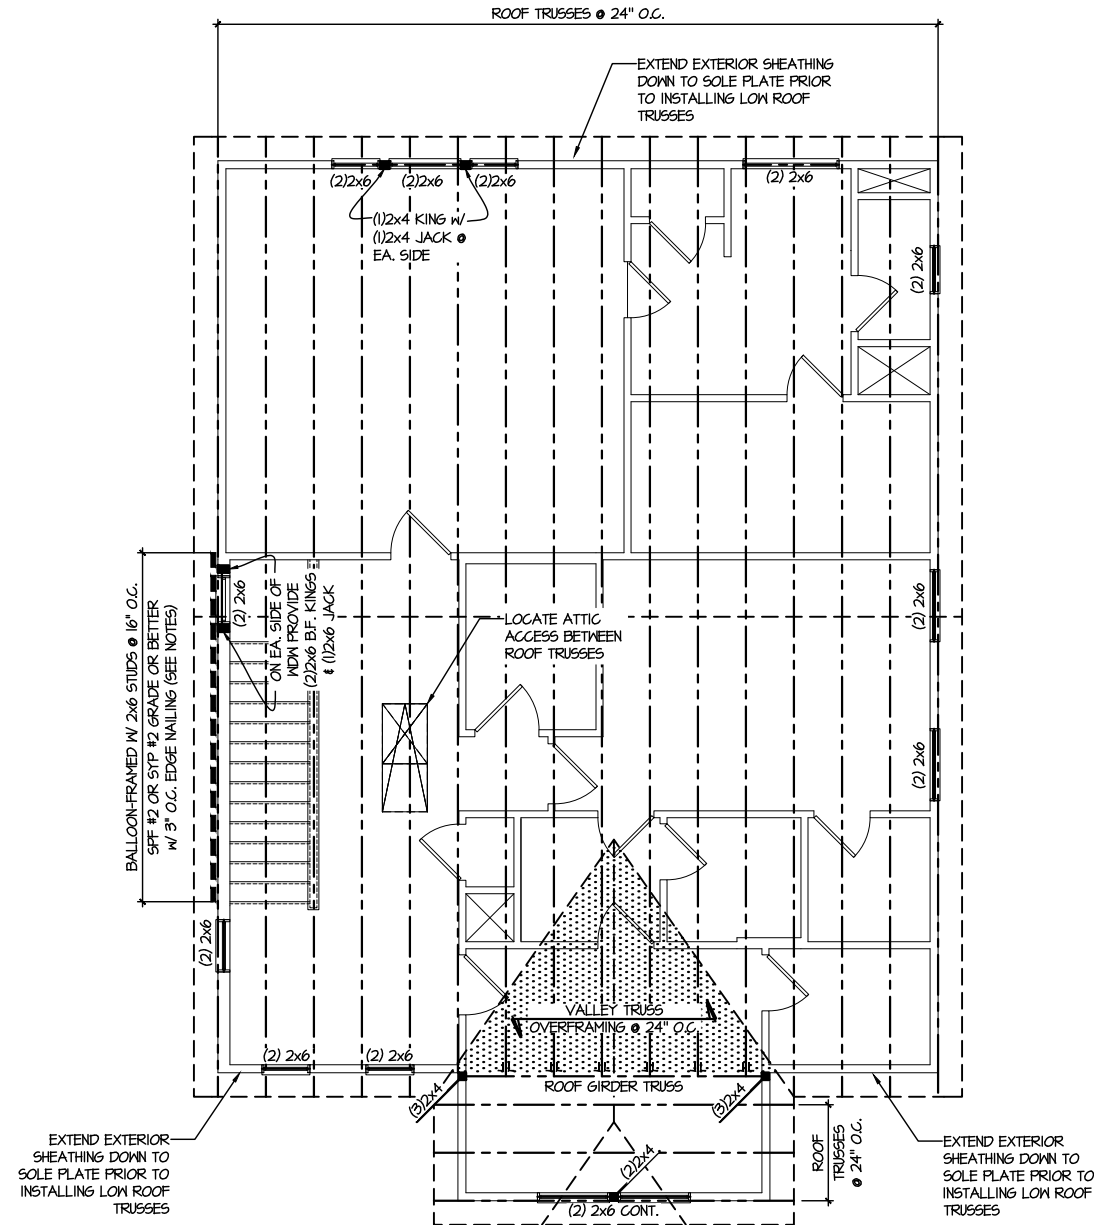 ROOF TRUSSES @ 24" O.C.
EXTEND EXTERIOR SHEATHING
DOWN TO SOLE PLATE PRIOR
TO INSTALLING LOW ROOF
TRUSSES
(2)2x6
(2)2x6
(2)2x6
(2) 2x6
(1)2x4 KING W/
(1)2x4 JACK @
EA. SIDE
(2) 2x6
BALLOON-FRAMED W/ 2x6 STUDS @ 16" O.C.
SPF #2 OR SYP #2 GRADE OR BETTER
W/ 3" O.C. EDGE NAILING (SEE NOTES)
(2) 2x6
ON EA. SIDE OF
WDW PROVIDE
(2)2x6 B.F. KINGS
& (1)2x6 JACK
LOCATE ATTIC
ACCESS BETWEEN
ROOF TRUSSES
(2) 2x6
(2) 2x6
(2) 2x6
VALLEY TRUSS
OVERFRAMING @ 24" O.C.
(2) 2x6
(2) 2x6
ROOF GIRDER TRUSS
(3)2x4
(3)2x4
EXTEND EXTERIOR
SHEATHING DOWN TO
SOLE PLATE PRIOR TO
INSTALLING LOW ROOF
TRUSSES
(2)2x4
(2) 2x6 CONT.
ROOF
TRUSSES
@ 24" O.C.
EXTEND EXTERIOR
SHEATHING DOWN TO
SOLE PLATE PRIOR TO
INSTALLING LOW ROOF
TRUSSES